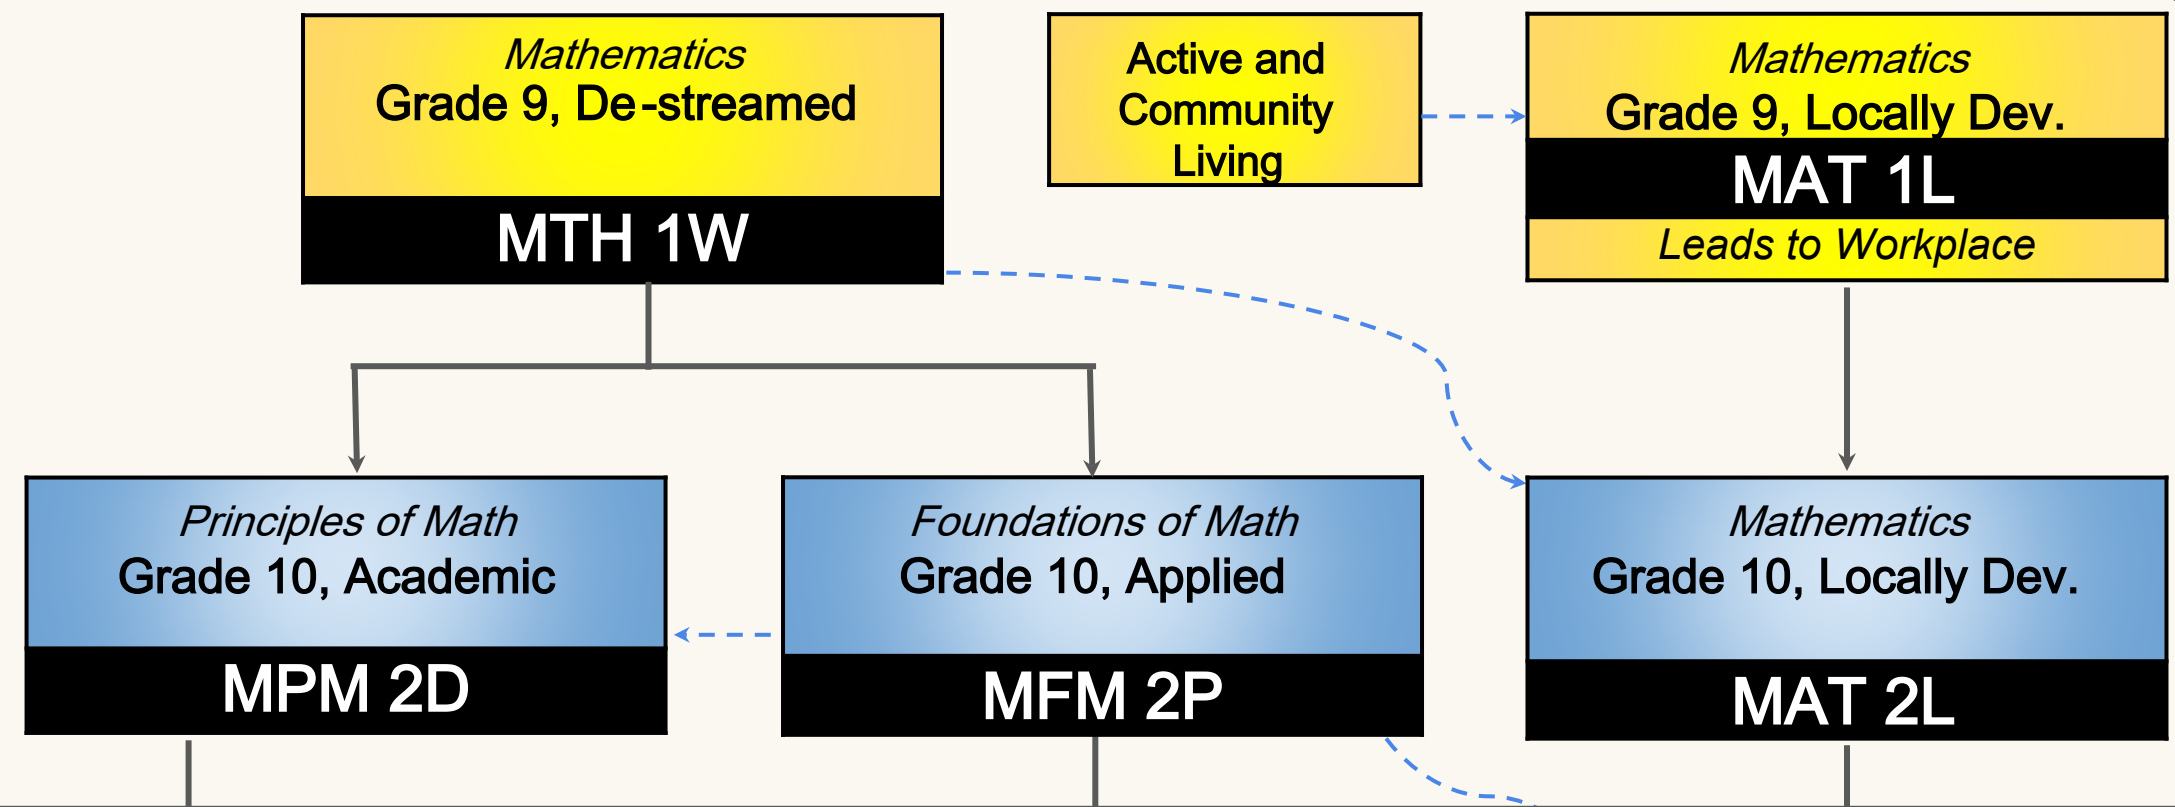 Mathematics
Grade 9, De-streamed
MTH 1W
Active and
Community
Living
Mathematics
Grade 9, Locally Dev.
MAT 1L
Leads to Workplace
Principles of Math
Grade 10, Academic
MPM 2D
Foundations of Math
Grade 10, Applied
MFM 2P
Mathematics
Grade 10, Locally Dev.
MAT 2L